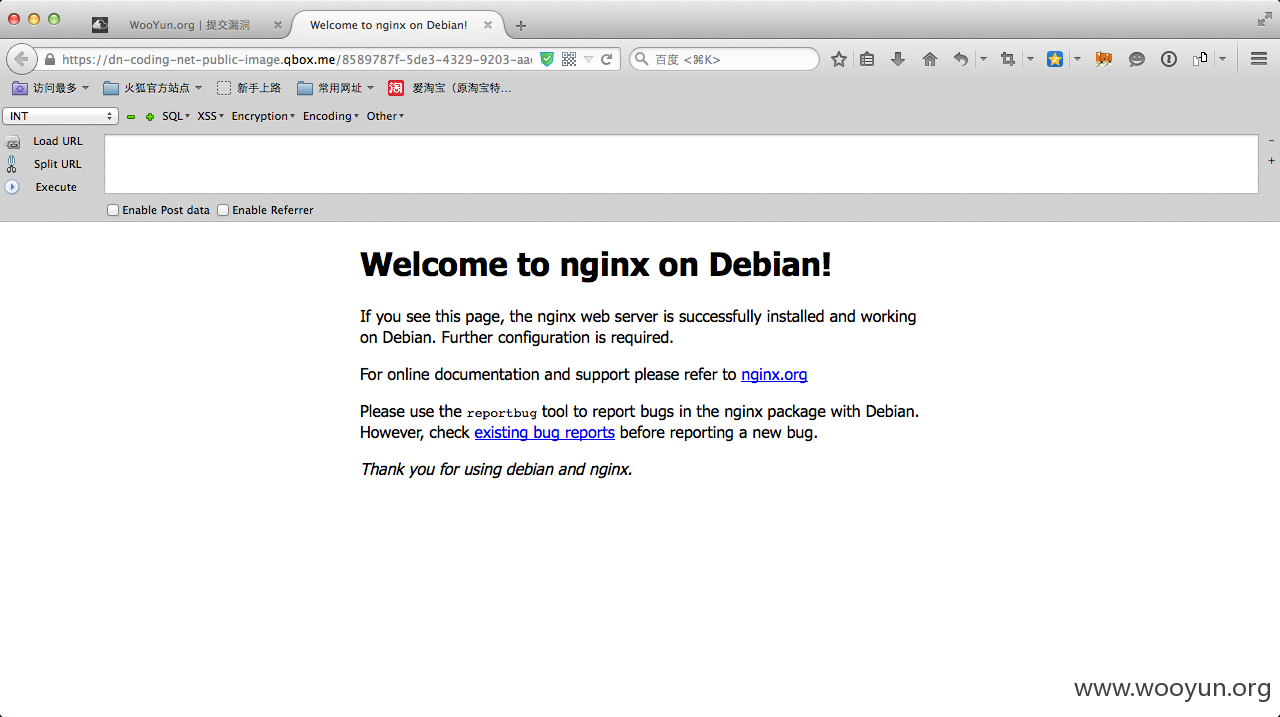 WooYun.org | 提交漏洞
Welcome to nginx on Debian!
https://dn-coding-net-public-image.qbox.me/8589787f-5de3-4329-9203-aad
百度 <⌘K>
访问最多
火狐官方站点
新手上路
常用网址
淘
爱淘宝（原淘宝特...
INT
SQL
XSS
Encryption
Encoding
Other
Load URL
Split URL
Execute
Enable Post data
Enable Referrer
Welcome to nginx on Debian!
If you see this page, the nginx web server is successfully installed and working
on Debian. Further configuration is required.
For online documentation and support please refer to nginx.org
Please use the reportbug tool to report bugs in the nginx package with Debian.
However, check existing bug reports before reporting a new bug.
Thank you for using debian and nginx.
www.wooyun.org